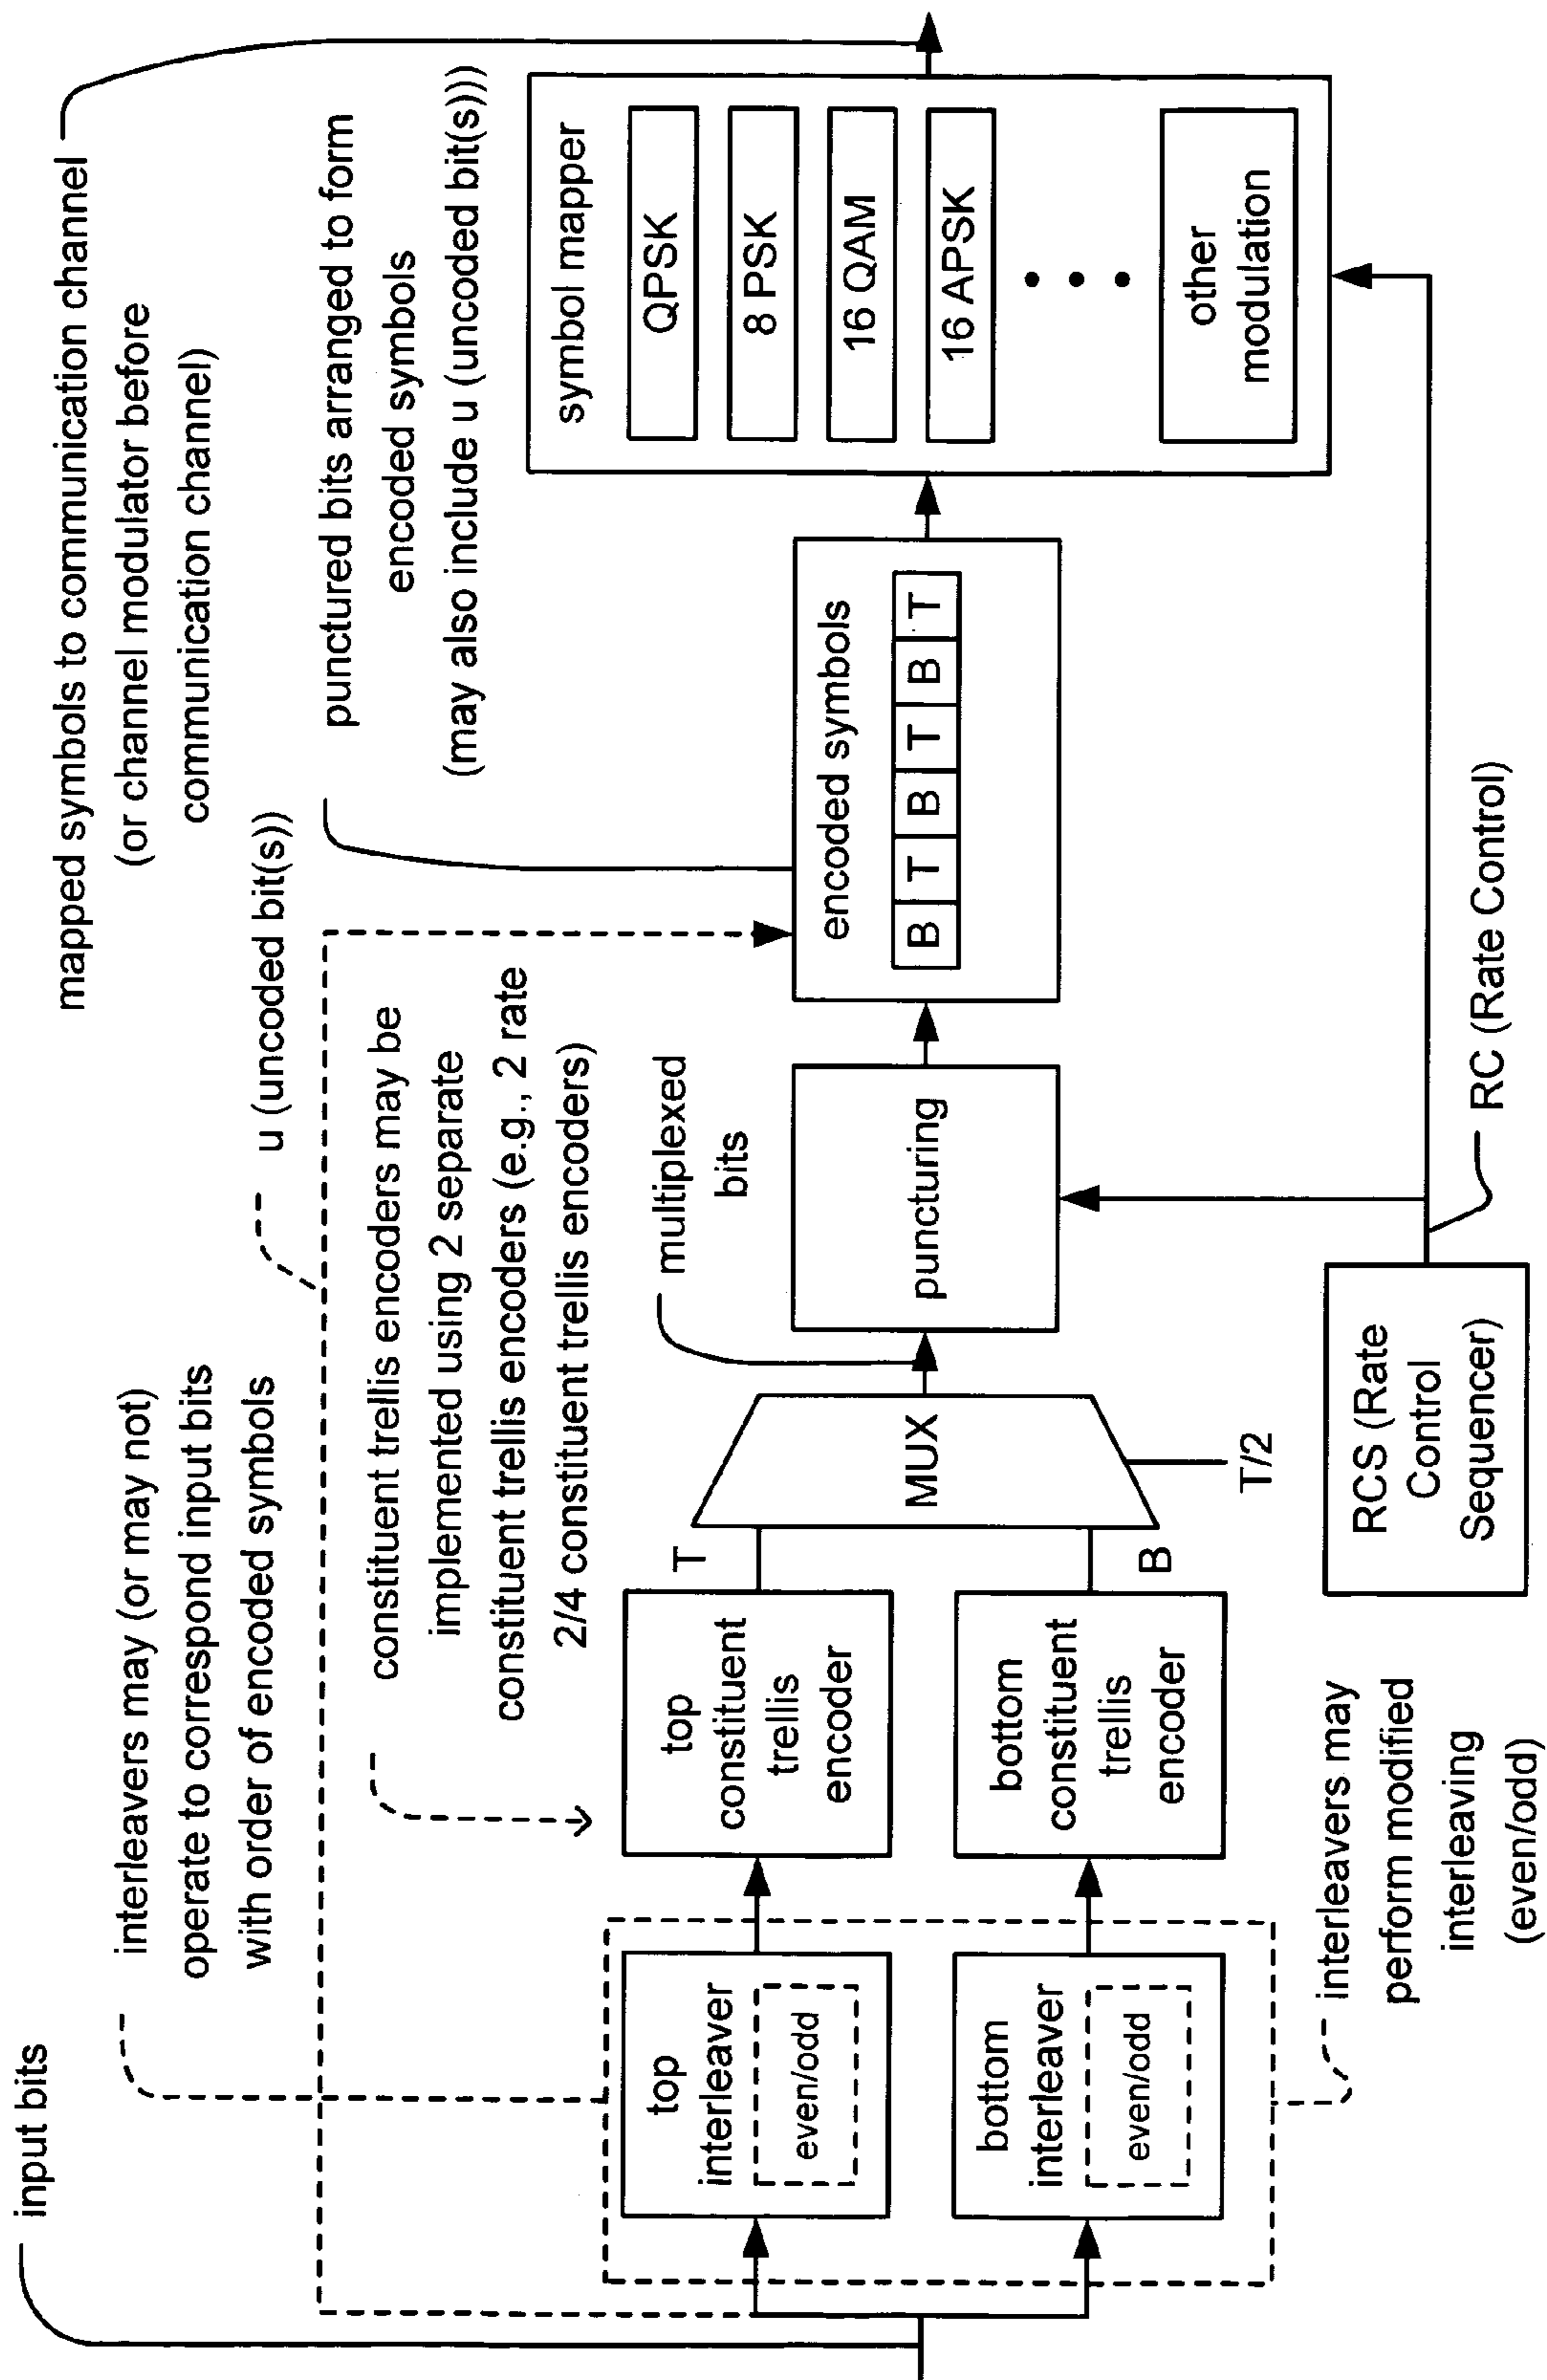 input bits
interleavers may (or may not)
operate to correspond input bits
with order of encoded symbols
u (uncoded bit(s))
mapped symbols to communication channel
(or channel modulator before
communication channel)
constituent trellis encoders may be
implemented using 2 separate
constituent trellis encoders (e.g., 2 rate
2/4 constituent trellis encoders)
punctured bits arranged to form
encoded symbols
(may also include u (uncoded bit(s)))
top
interleaver
even/odd
bottom
interleaver
even/odd
interleavers may
perform modified
interleaving
(even/odd)
top
constituent
trellis
encoder
bottom
constituent
trellis
encoder
T
B
MUX
T/2
multiplexed
bits
puncturing
encoded symbols
B T B T B T
symbol mapper
QPSK
8 PSK
16 QAM
16 APSK
other
modulation
RCS (Rate
Control
Sequencer)
RC (Rate Control)